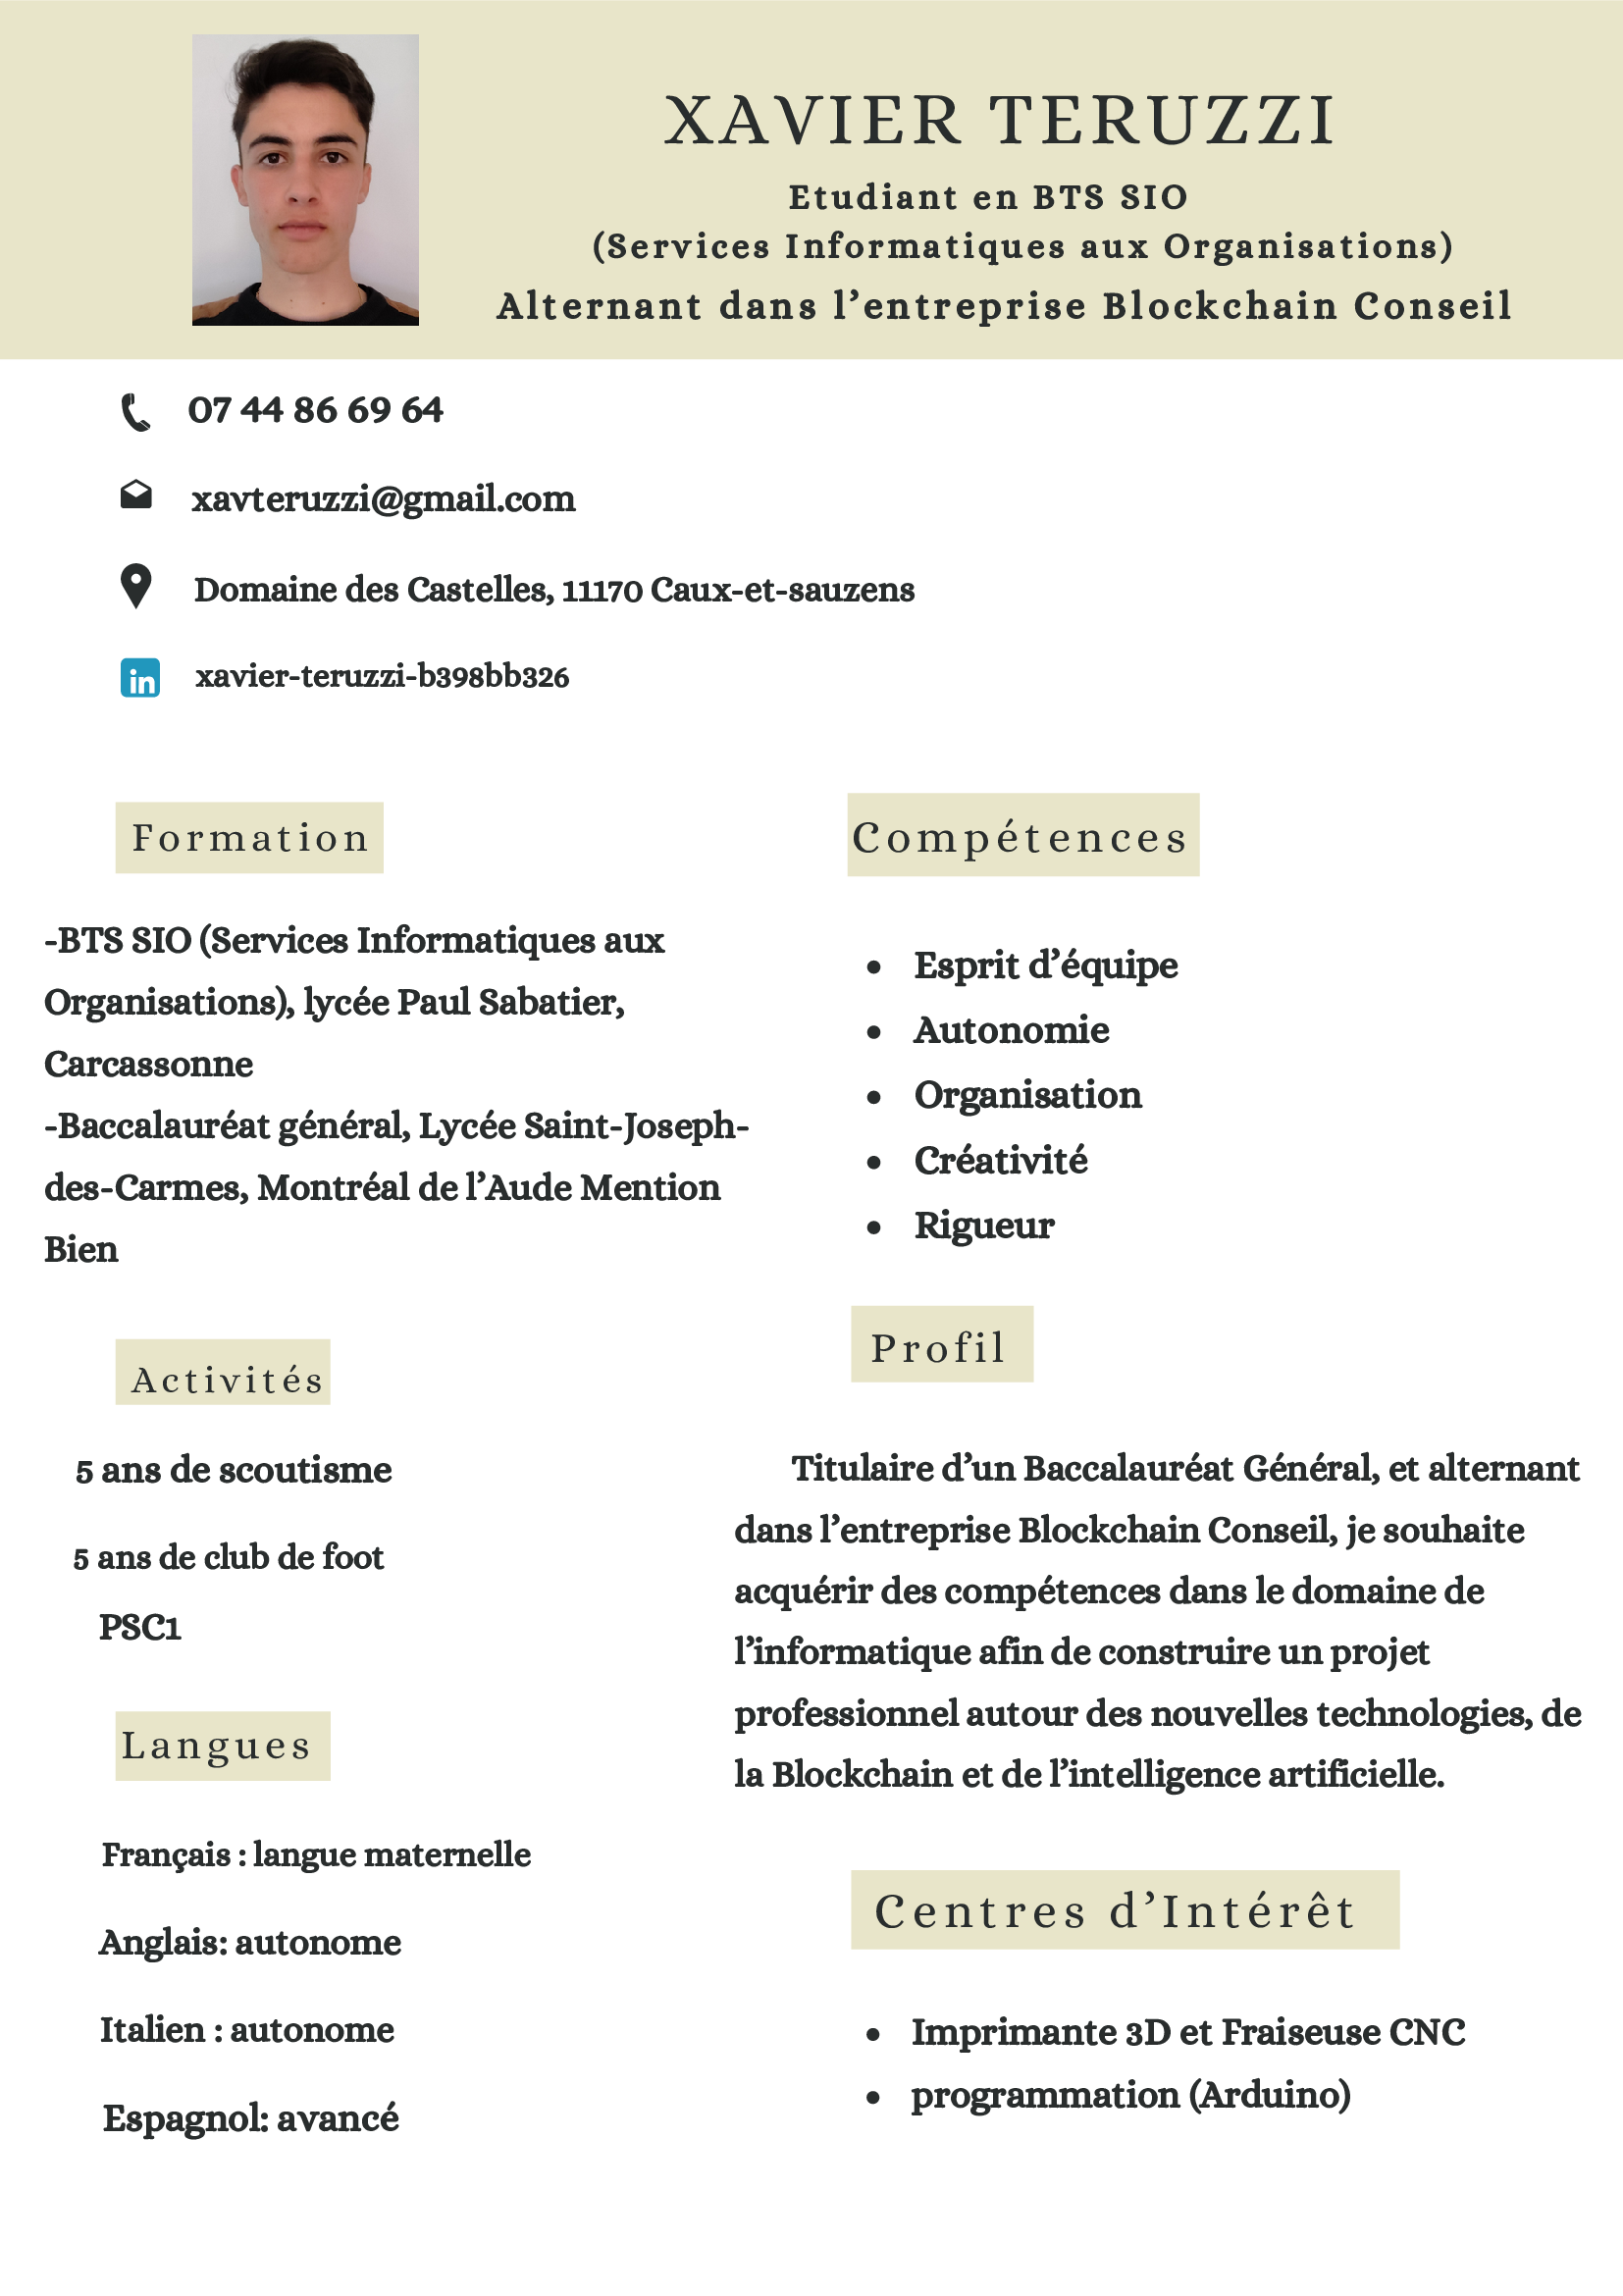 XAVIER TERUZZI
Etudiant en BTS SIO
(Services Informatiques aux Organisations)
Alternant dans l’entreprise Blockchain Conseil
07 44 86 69 64
xavteruzzi@gmail.com
Domaine des Castelles, 11170 Caux-et-sauzens
in
xavier-teruzzi-b398bb326
Formation
-BTS SIO (Services Informatiques aux
Organisations), lycée Paul Sabatier,
Carcassonne
-Baccalauréat général, Lycée Saint-Joseph-
des-Carmes, Montréal de l’Aude Mention
Bien
Activités
5 ans de scoutisme
5 ans de club de foot
PSC1
Langues
Français : langue maternelle
Anglais: autonome
Italien : autonome
Espagnol: avancé
Compétences
• Esprit d’équipe
• Autonomie
• Organisation
• Créativité
• Rigueur
Profil
Titulaire d’un Baccalauréat Général, et alternant
dans l’entreprise Blockchain Conseil, je souhaite
acquérir des compétences dans le domaine de
l’informatique afin de construire un projet
professionnel autour des nouvelles technologies, de
la Blockchain et de l’intelligence artificielle.
Centres d’Intérêt
• Imprimante 3D et Fraiseuse CNC
• programmation (Arduino)